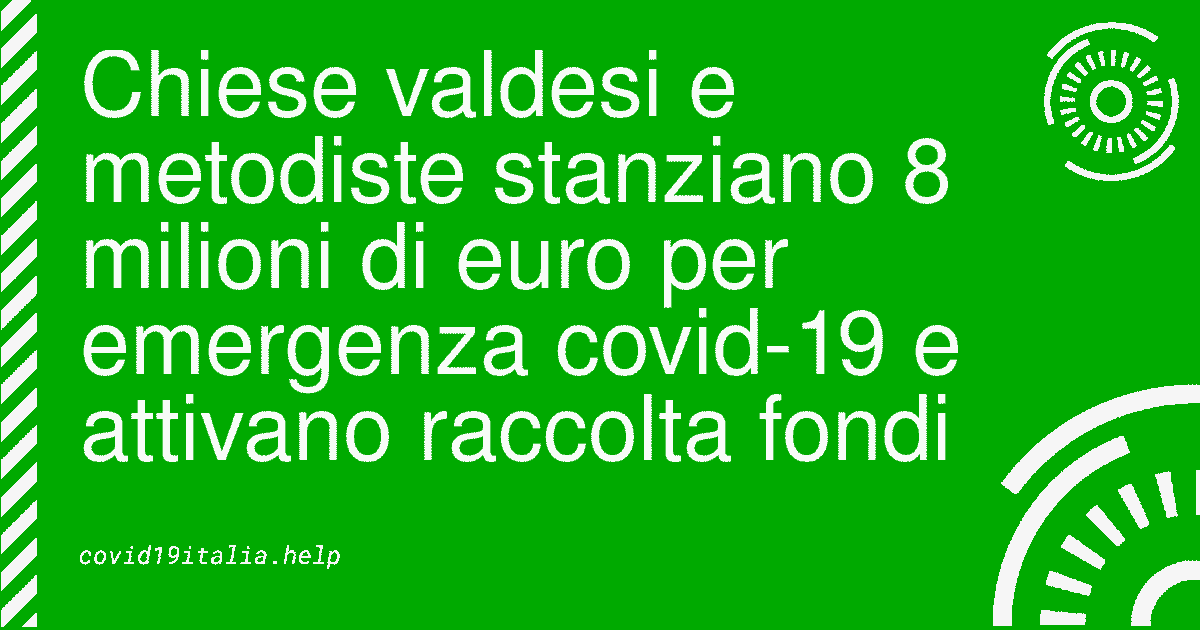 Chiese valdesi e
metodiste stanziano 8
milioni di euro per
emergenza covid-19 e
attivano raccolta fondi
covid19italia.help